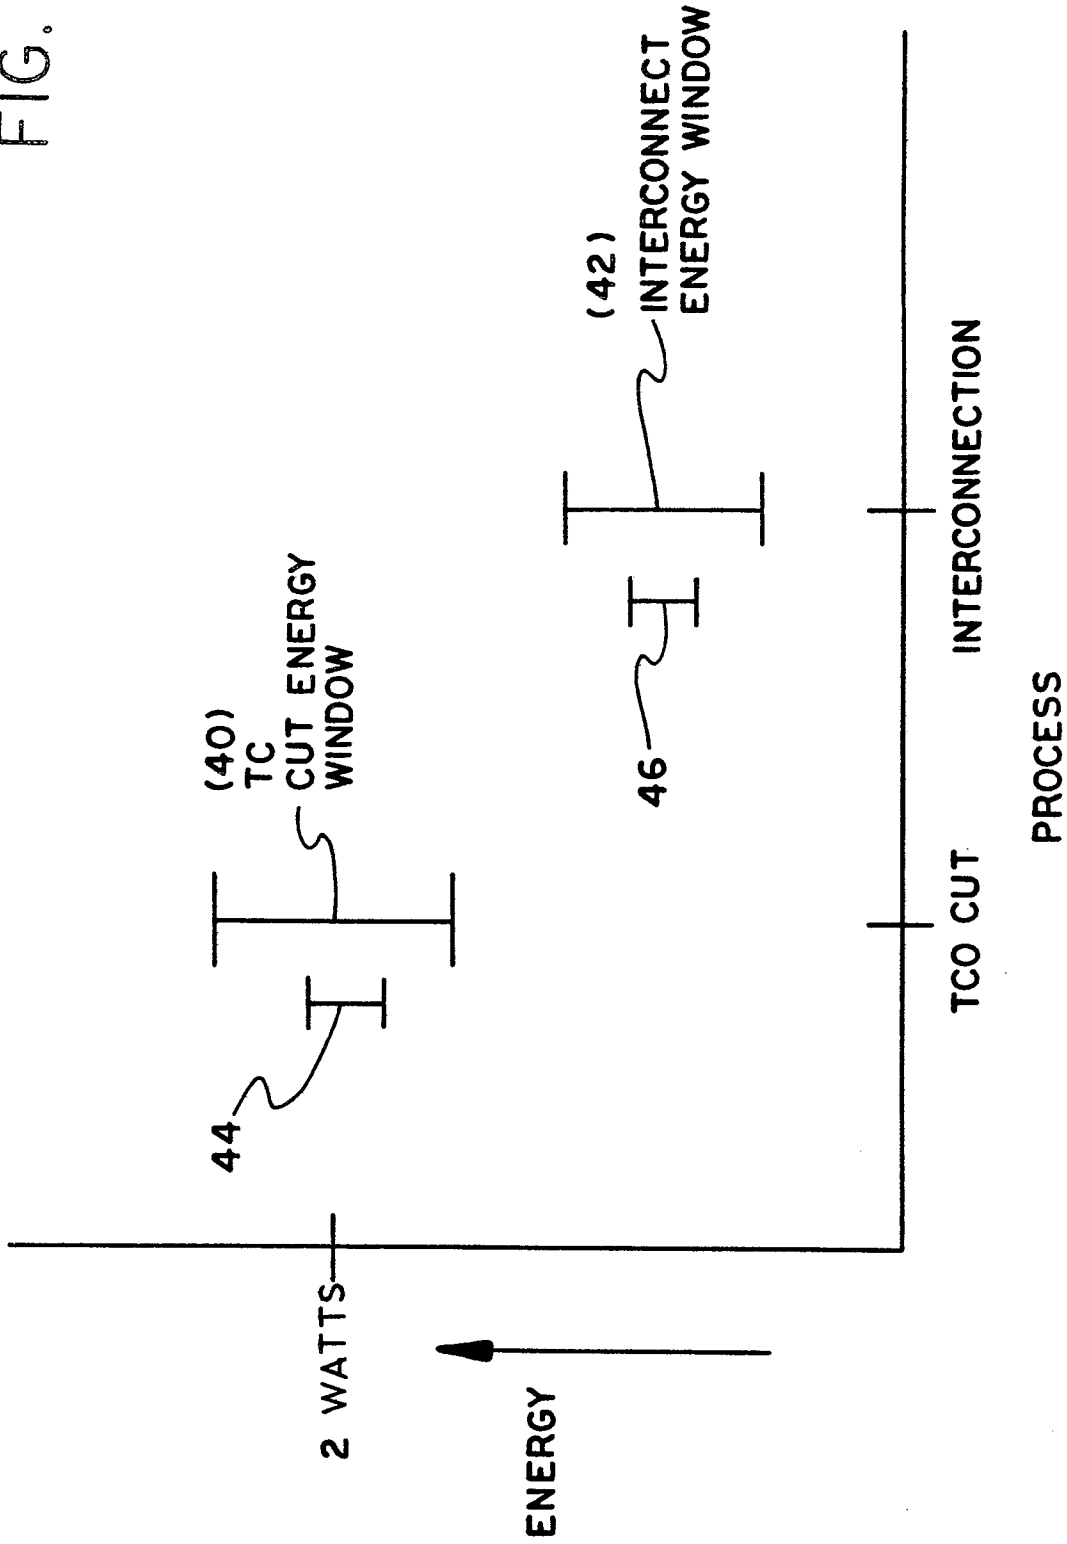 FIG.
(40)
TC
CUT ENERGY
WINDOW
44
2 WATTS
ENERGY
(42)
INTERCONNECT
ENERGY WINDOW
46
TCO CUT
INTERCONNECTION
PROCESS